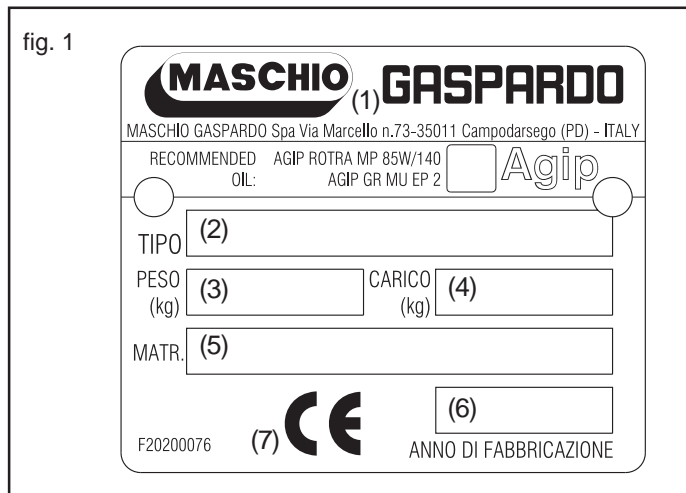 fig. 1
MASCHIO (1) GASPARDO
MASCHIO GASPARDO Spa Via Marcello n.73-35011 Campodarsego (PD) - ITALY
RECOMMENDED AGIP ROTRA MP 85W/140 Agip
OIL: AGIP GR MU EP 2
TIPO (2)
PESO (3) CARICO (4)
(kg) (kg)
MATR. (5)
(6)
F20200076 (7) CE ANNO DI FABBRICAZIONE